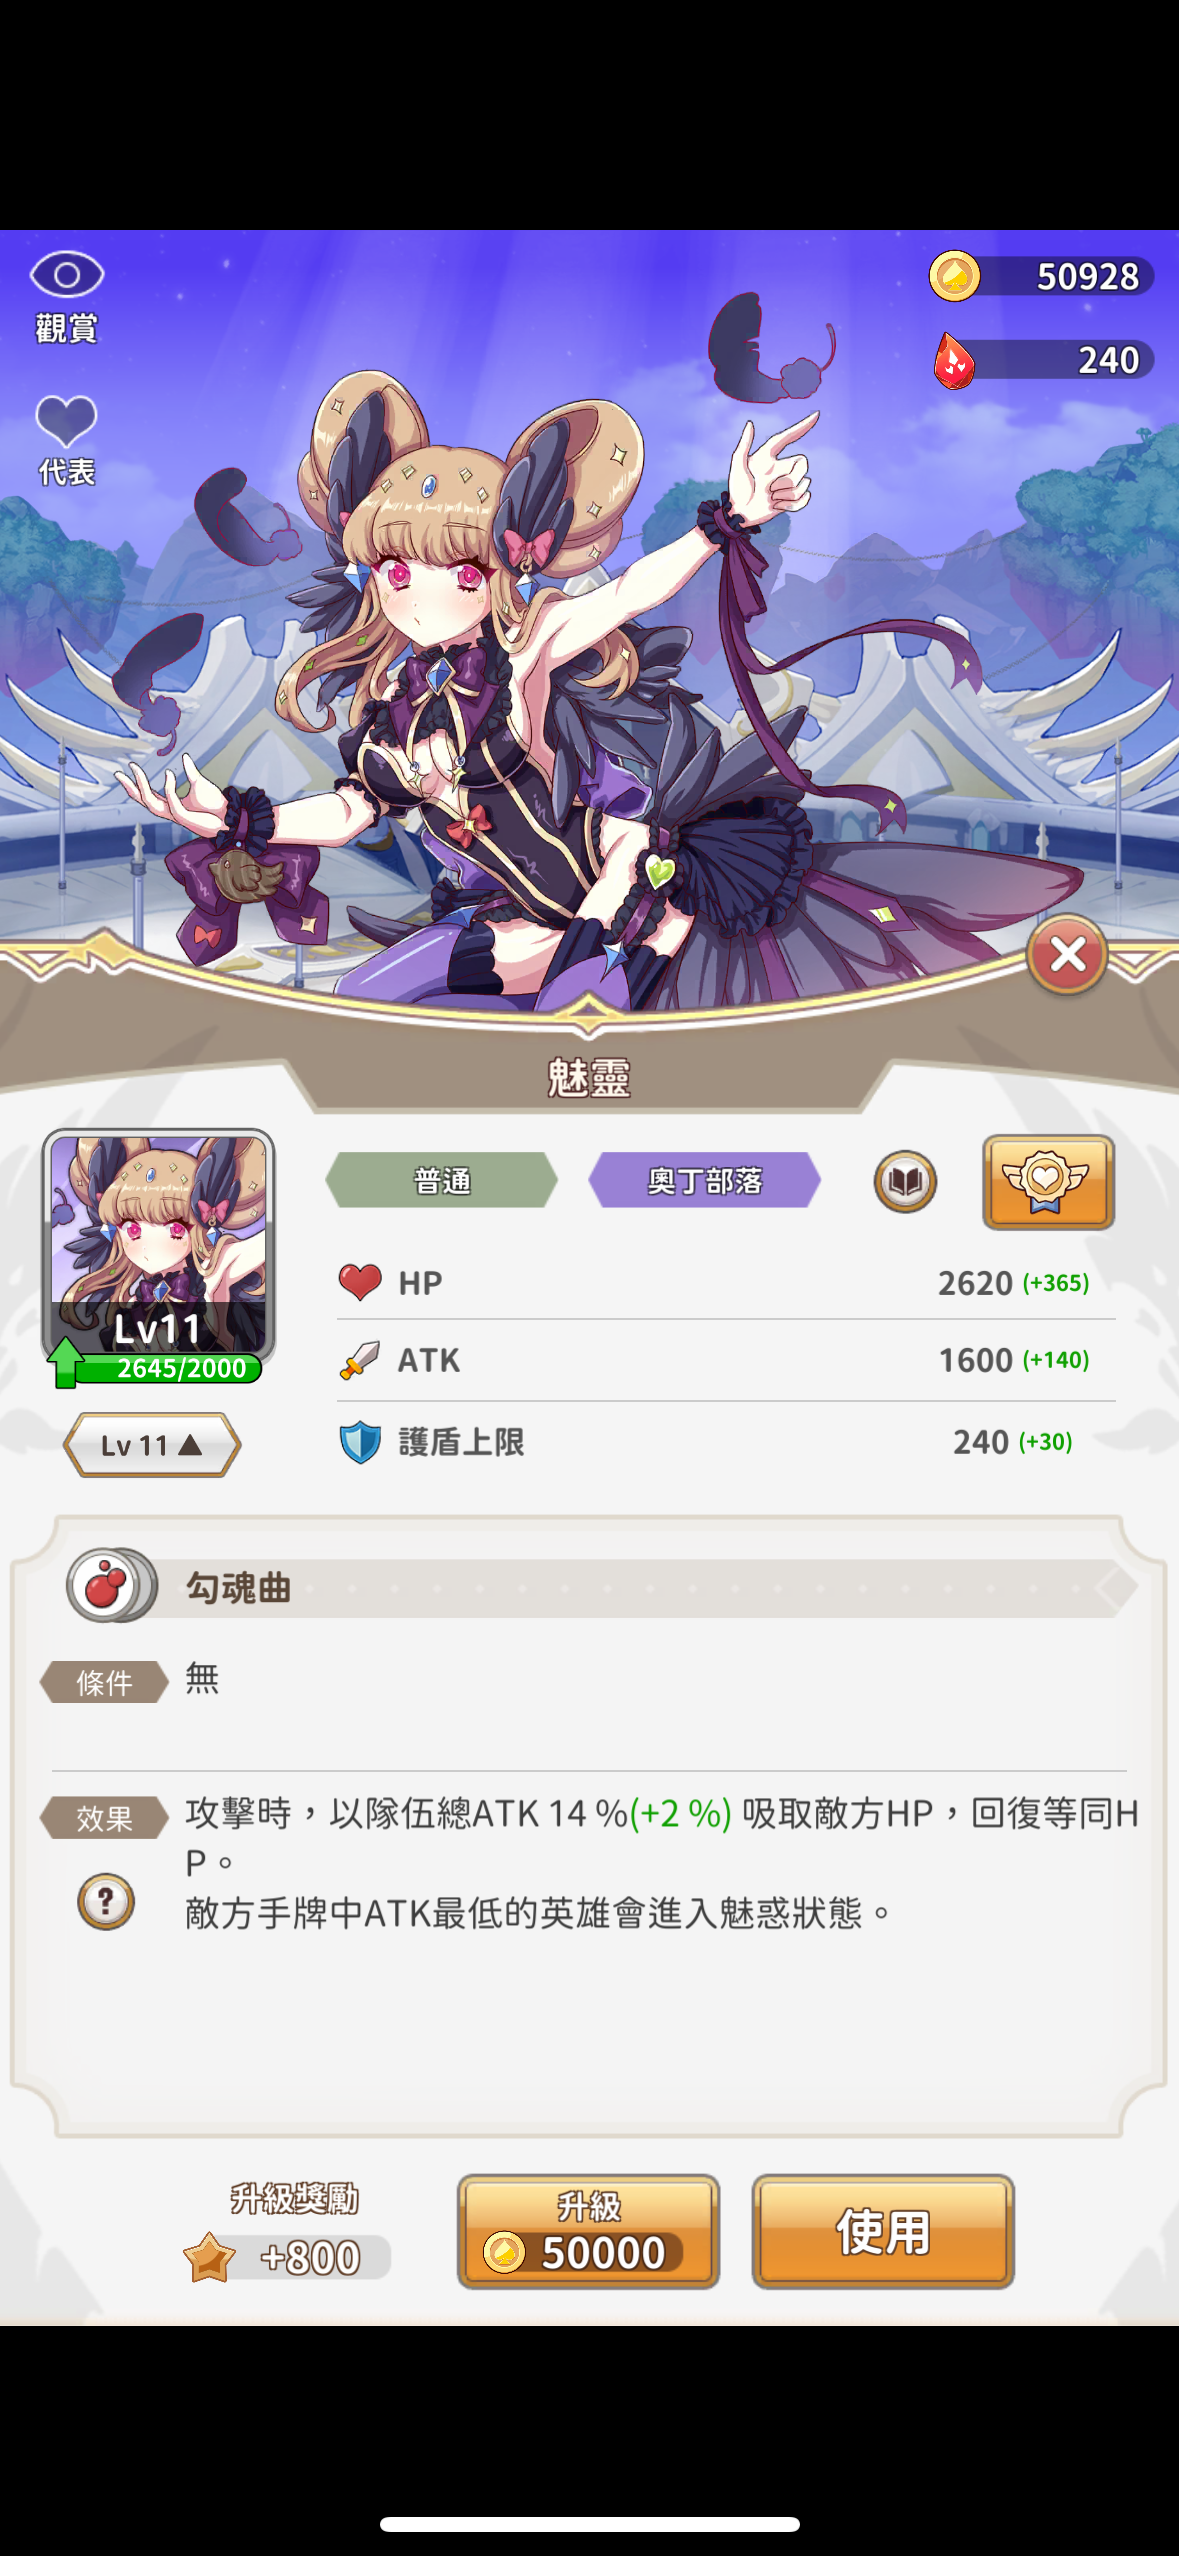 觀賞
50928
240
代表
魅靈
普通
奧丁部落
Lv11
2645/2000
Lv 11 ▲
HP 2620 (+365)
ATK 1600 (+140)
護盾上限 240 (+30)
勾魂曲
條件 無
效果 攻擊時，以隊伍總ATK 14 %(+2 %) 吸取敵方HP，回復等同H
P。
?
敵方手牌中ATK最低的英雄會進入魅惑狀態。
升級獎勵
+800
升級
50000
使用